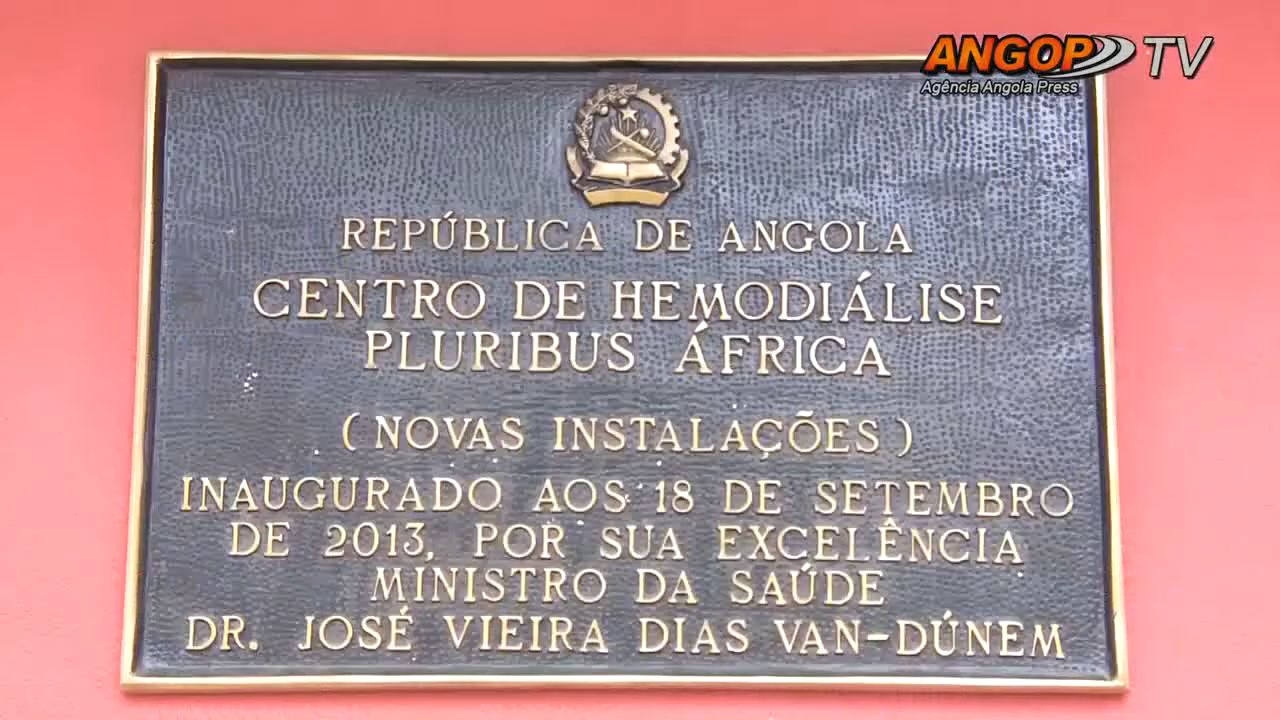 ANGOP TV
Agência Angola Press
REPÚBLICA DE ANGOLA
CENTRO DE HEMODIÁLISE
PLURIBUS ÁFRICA
(NOVAS INSTALAÇÕES)
INAUGURADO AOS 18 DE SETEMBRO
DE 2013, POR SUA EXCELÊNCIA
MINISTRO DA SAÚDE
DR. JOSÉ VIEIRA DIAS VAN-DÚNEM